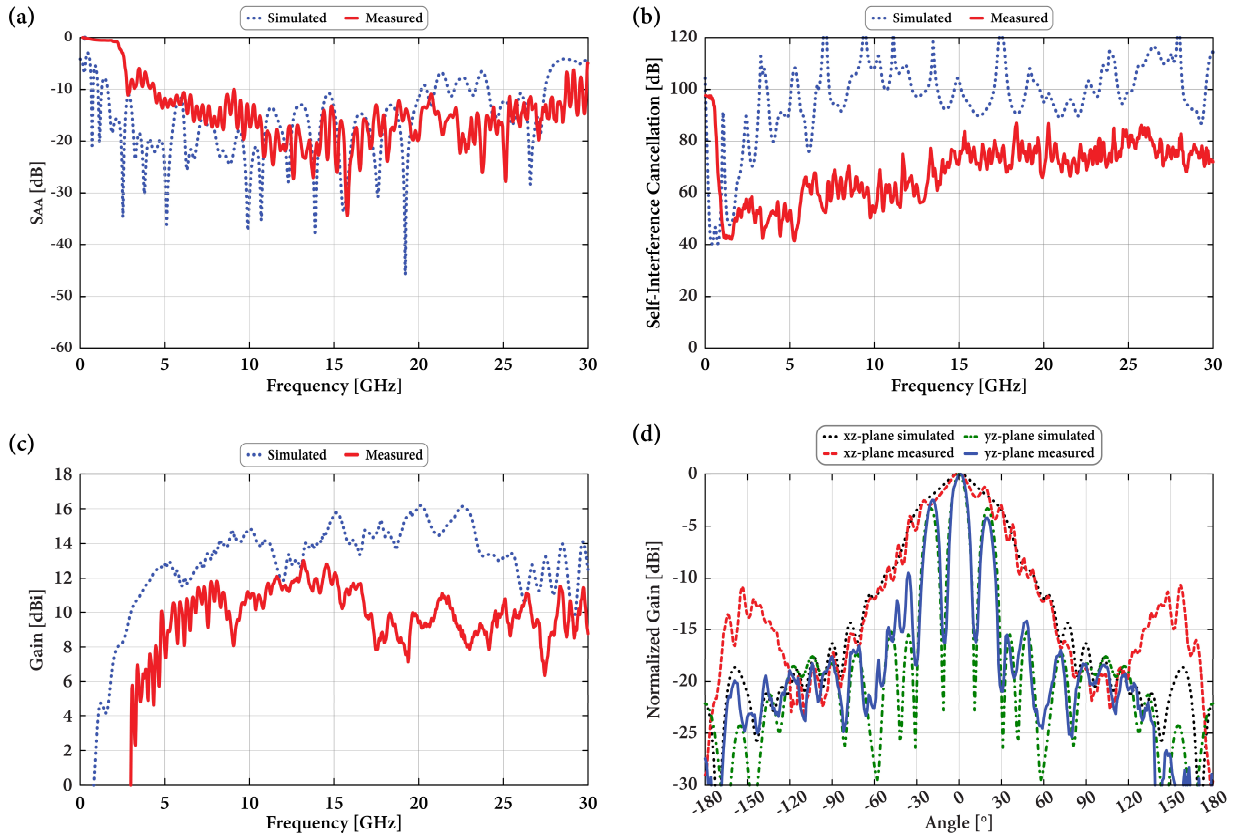 (a)
Simulated Measured
0
-10
-20
-30
-40
-50
-60
SAA [dB]
0 5 10 15 20 25 30
Frequency [GHz]
(b)
Simulated Measured
120
100
80
60
40
20
0
Self-Interference Cancellation [dB]
0 5 10 15 20 25 30
Frequency [GHz]
(c)
Simulated Measured
18
16
14
12
10
8
6
4
2
0
Gain [dBi]
0 5 10 15 20 25 30
Frequency [GHz]
(d)
xz-plane simulated yz-plane simulated
xz-plane measured yz-plane measured
0
-5
-10
-15
-20
-25
-30
Normalized Gain [dBi]
-180 -150 -120 -90 -60 -30 0 30 60 90 120 150 180
Angle [°]